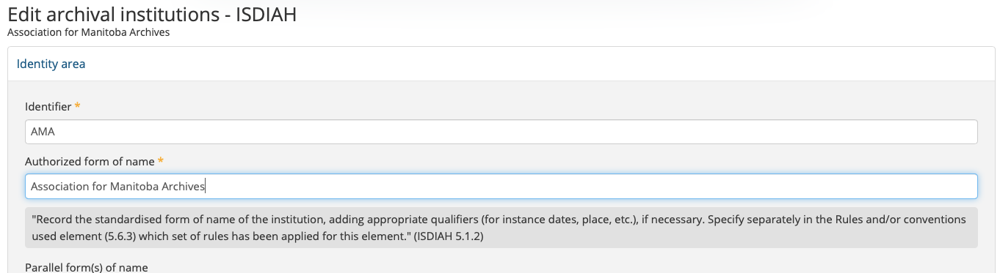 Edit archival institutions - ISDIAH
Association for Manitoba Archives
Identity area
Identifier *
AMA
Authorized form of name *
Association for Manitoba Archives
"Record the standardised form of name of the institution, adding appropriate qualifiers (for instance dates, place, etc.), if necessary. Specify separately in the Rules and/or conventions
used element (5.6.3) which set of rules has been applied for this element." (ISDIAH 5.1.2)
Parallel form(s) of name